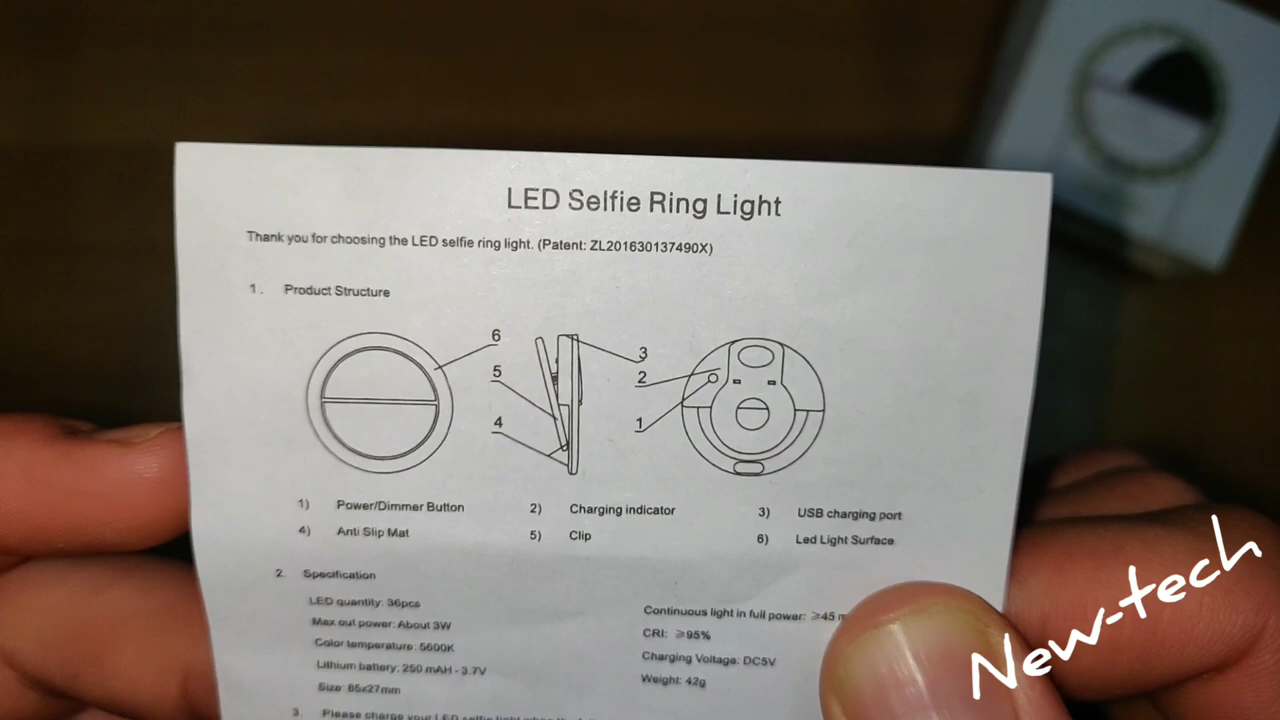 LED Selfie Ring Light
Thank you for choosing the LED selfie ring light. (Patent: ZL201630137490X)
1. Product Structure
6
5
4
3
2
1
1) Power/Dimmer Button 2) Charging indicator 3) USB charging port
4) Anti Slip Mat 5) Clip 6) Led Light Surface
2. Specification
LED quantity: 36pcs
Max out power: About 3W
Color temperature: 5600K
Lithium battery: 250 mAH - 3.7V
Size: 85x27mm
Continuous light in full power: ≥45
CRI: ≥95%
Charging Voltage: DC5V
Weight: 42g
3. Please charge your LED selfie light when the
New-tech